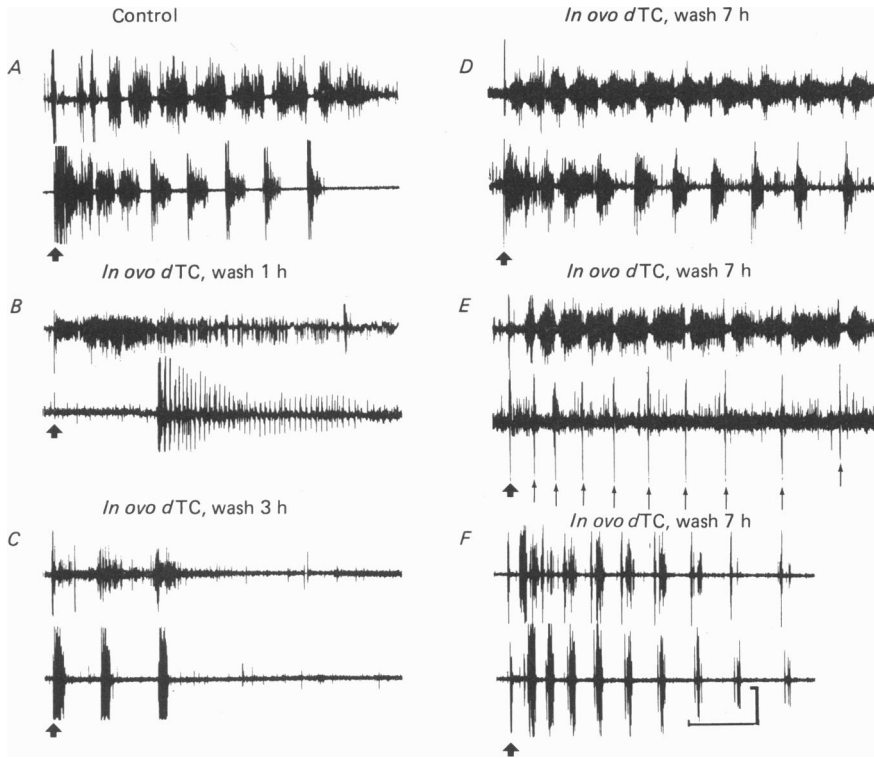 Control
A
In ovo dTC, wash 1 h
B
In ovo dTC, wash 3 h
C
In ovo dTC, wash 7 h
D
In ovo dTC, wash 7 h
E
In ovo dTC, wash 7 h
F